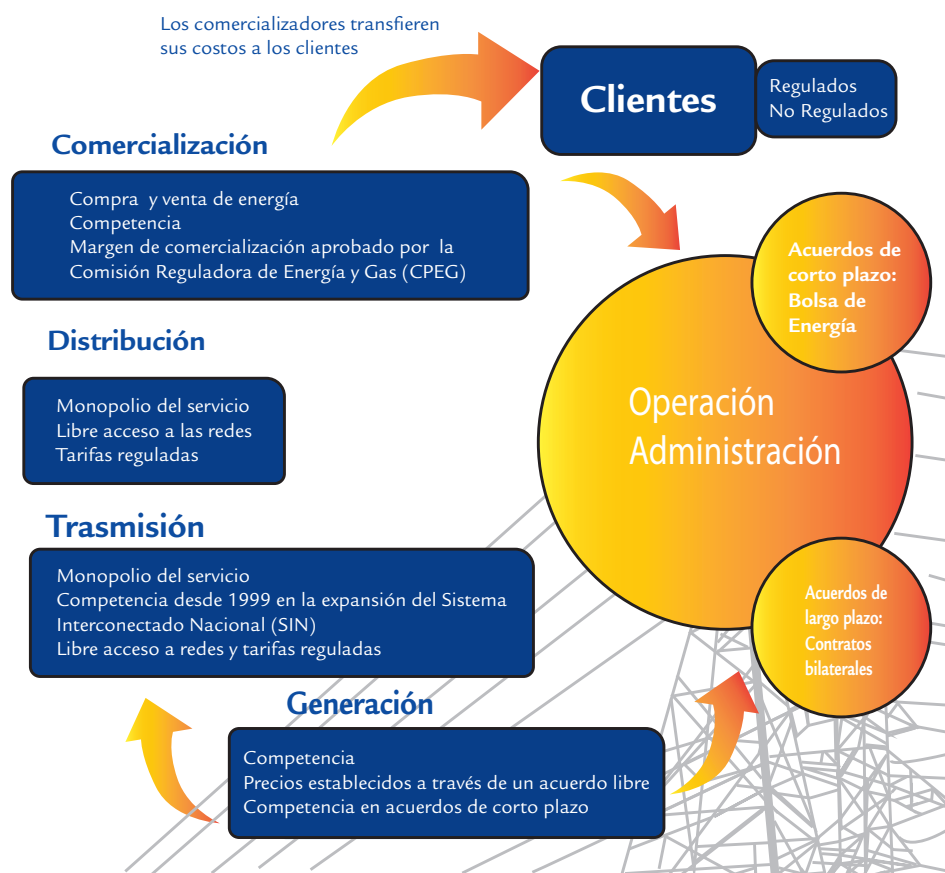 Los comercializadores transfieren
sus costos a los clientes
Clientes
Regulados
No Regulados
Comercialización
Compra y venta de energía
Competencia
Margen de comercialización aprobado por la
Comisión Reguladora de Energía y Gas (CPEG)
Acuerdos de
corto plazo:
Bolsa de
Energía
Distribución
Monopolio del servicio
Libre acceso a las redes
Tarifas reguladas
Operación
Administración
Trasmisión
Monopolio del servicio
Competencia desde 1999 en la expansión del Sistema
Interconectado Nacional (SIN)
Libre acceso a redes y tarifas reguladas
Acuerdos de
largo plazo:
Contratos
bilaterales
Generación
Competencia
Precios establecidos a través de un acuerdo libre
Competencia en acuerdos de corto plazo